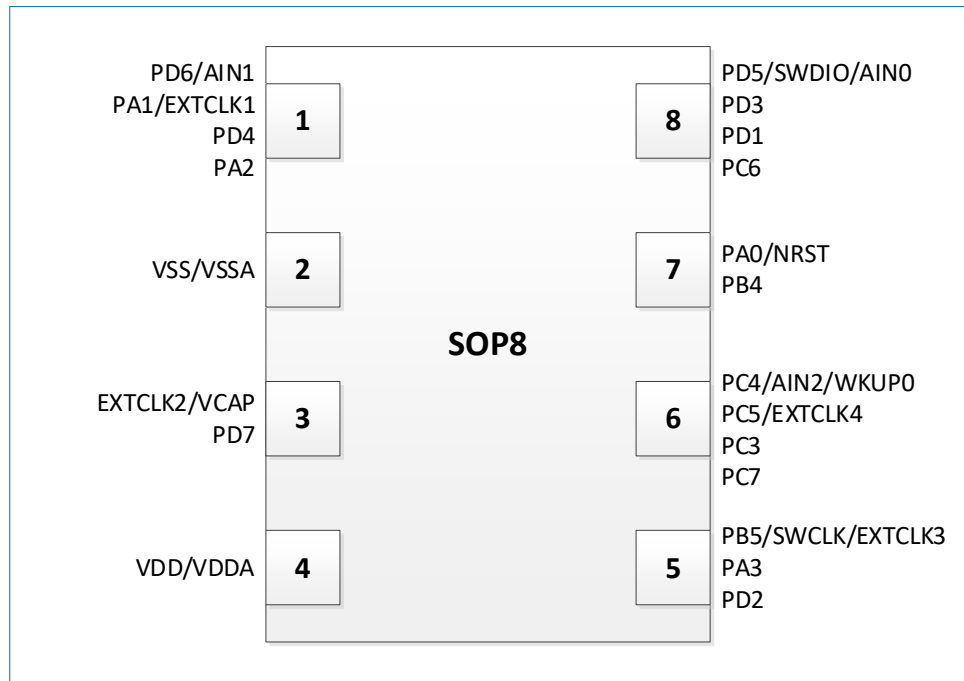 PD6/AIN1
PA1/EXTCLK1
PD4
PA2
1
VSS/VSSA
2
EXTCLK2/VCAP
PD7
3
VDD/VDDA
4
SOP8
8
PD5/SWDIO/AIN0
PD3
PD1
PC6
7
PA0/NRST
PB4
6
PC4/AIN2/WKUP0
PC5/EXTCLK4
PC3
PC7
5
PB5/SWCLK/EXTCLK3
PA3
PD2